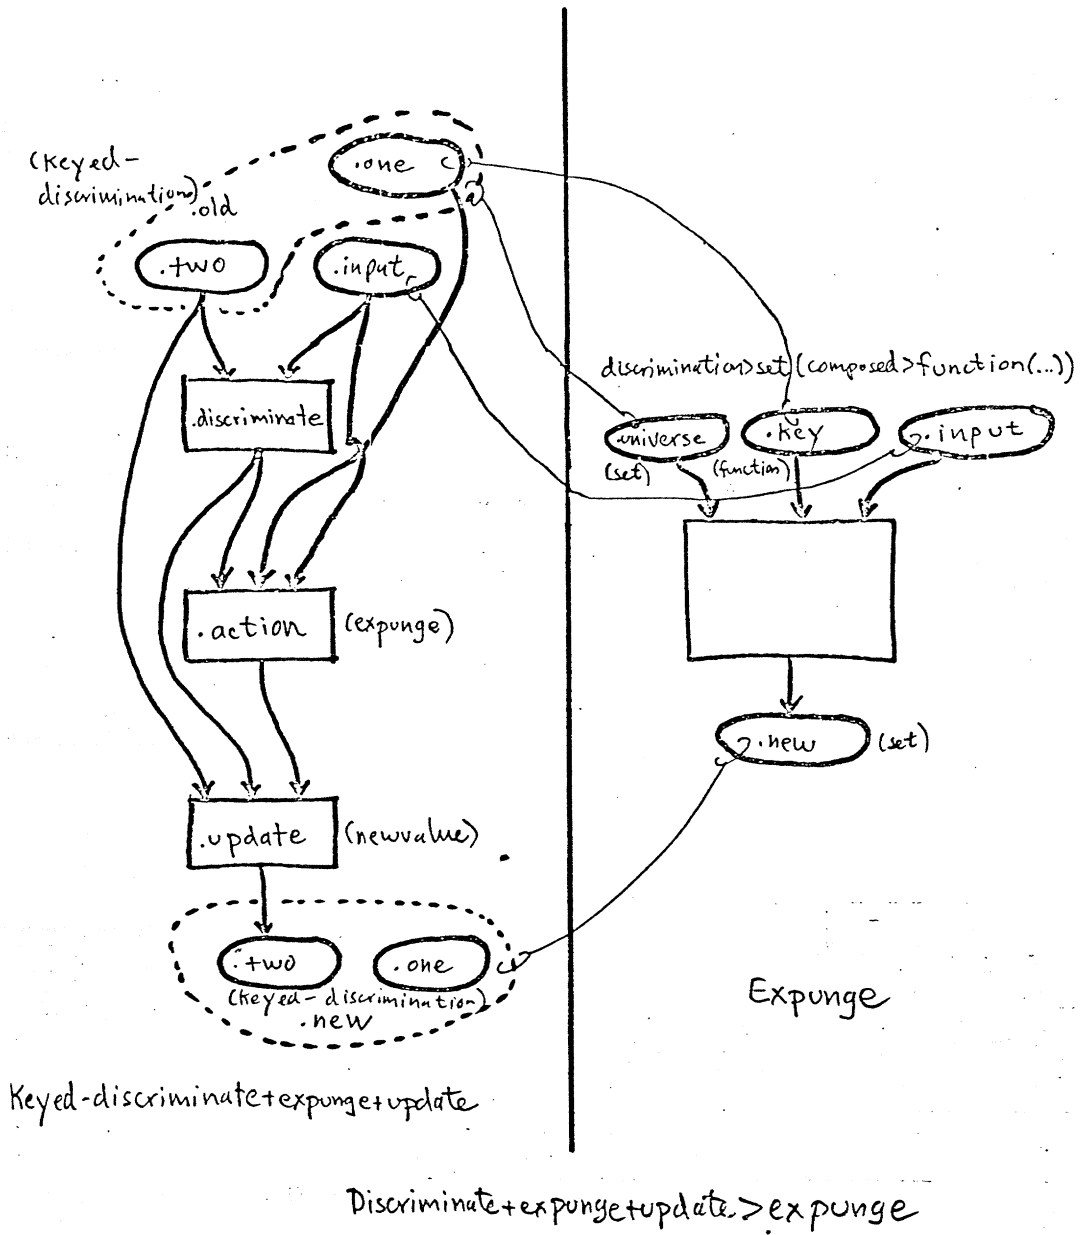 .one
(Keyed-
discrimination)
.old
.two
.input
discrimination>set (composed>function(...))
.discriminate
.universe
.key
.input
(set)
(function)
.action
(expunge)
.new
(set)
.update
(newvalue)
.two
.one
(keyed-discrimination)
.new
Expunge
Keyed-discriminate+expunge+update
Discriminate+expunge+update>expunge